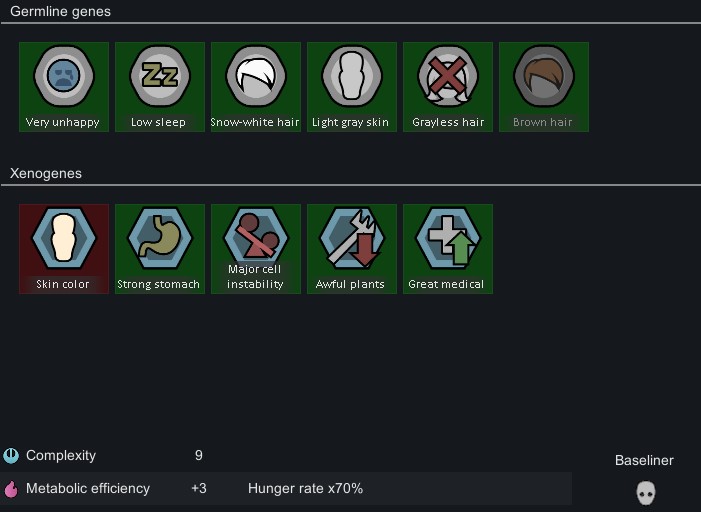 Germline genes
Very unhappy
Low sleep
Snow-white hair
Light gray skin
Grayless hair
Brown hair
Xenogenes
Skin color
Strong stomach
Major cell
instability
Awful plants
Great medical
Complexity 9
Baseliner
Metabolic efficiency +3 Hunger rate x70%